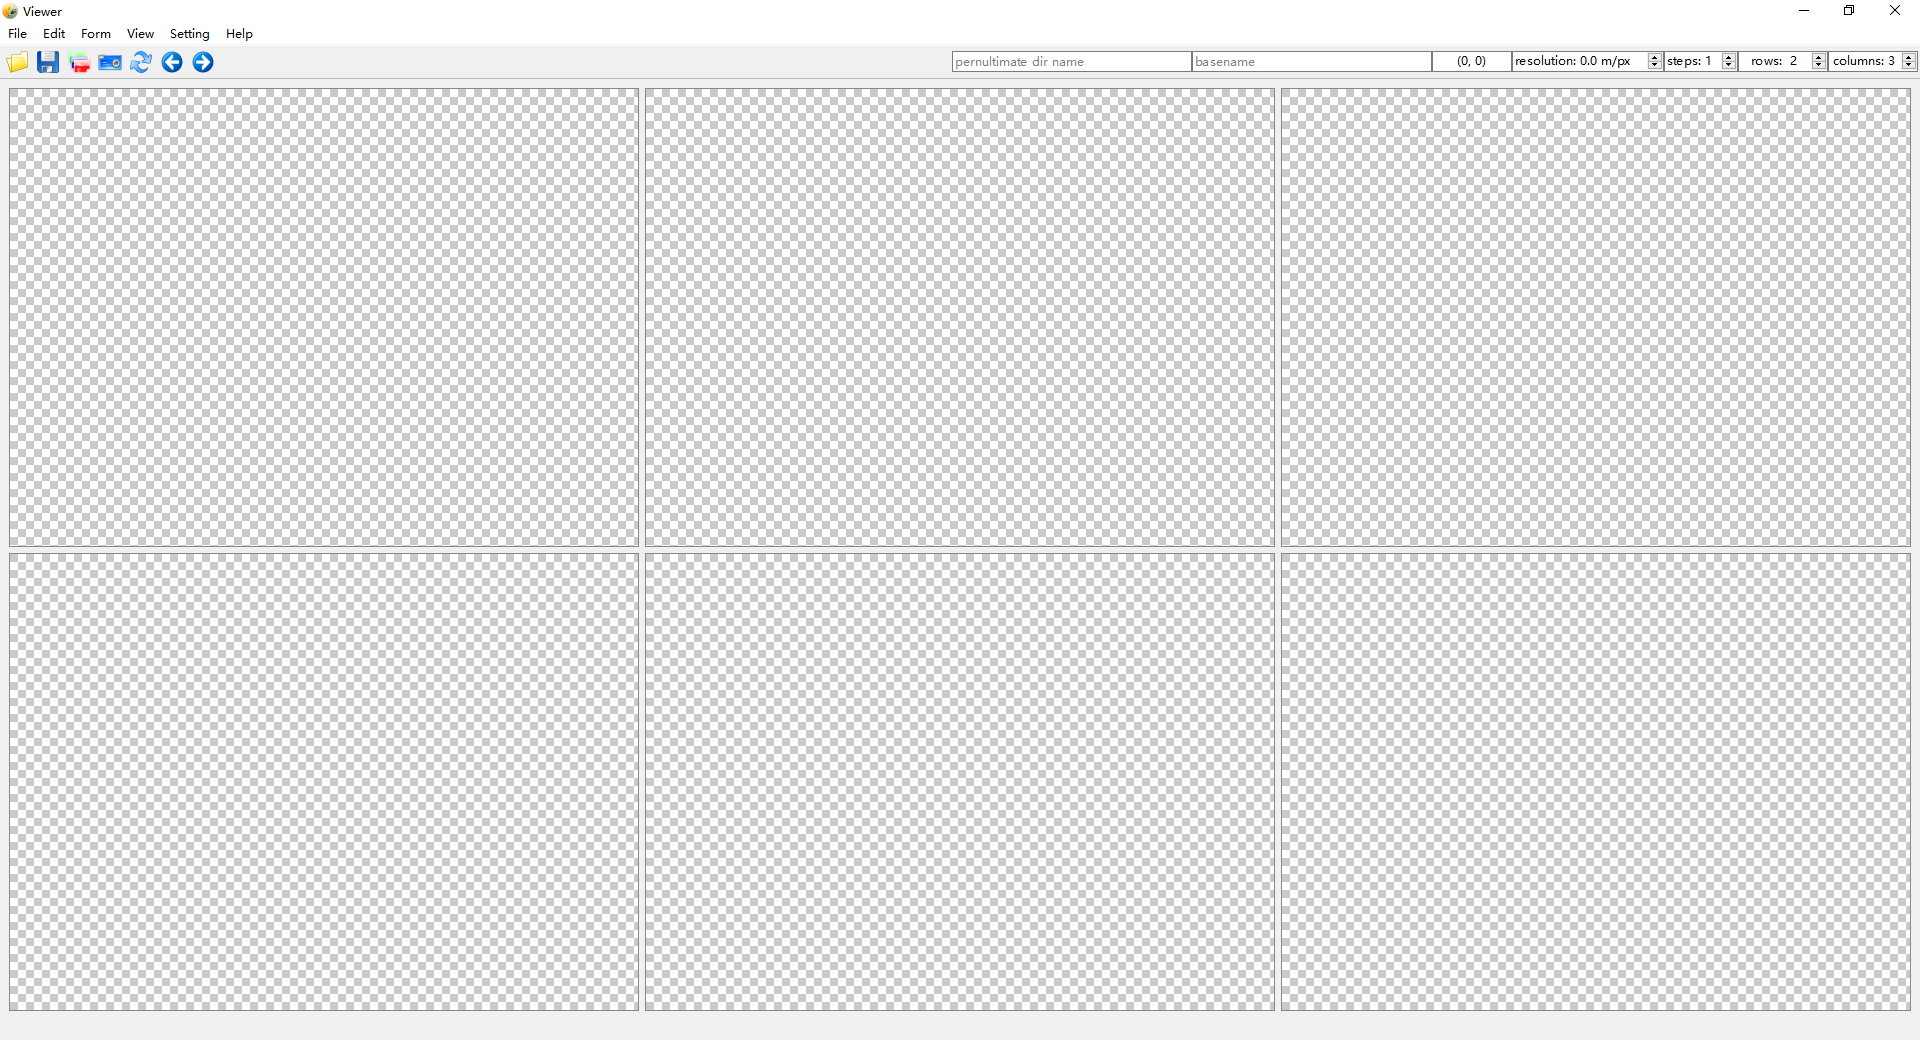 Viewer
File Edit Form View Setting Help
pernultimate dir name basename (0, 0) resolution: 0.0 m/px steps: 1 rows: 2 columns: 3